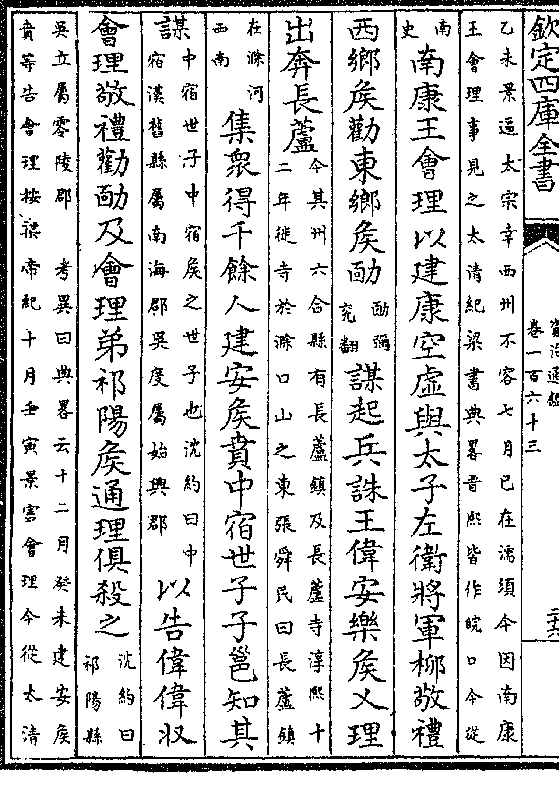 欽定四庫全書
資治通鑑
卷一百六十三
乙未景逼太宗幸西州不容七月已在濡須今因南康
王會理事見之太清紀梁書典畧晉熙皆作皖口今從
南
史
南康王會理以建康空虛與太子左衛將軍柳敬禮
西鄉侯勸東鄉侯勔
勔彌
兖翻
謀起兵誅王偉安樂侯乂理
出奔長蘆
今其州六合縣有長蘆鎮及長蘆寺淳熙十
二年徙寺於滁口山之東張舜民曰長蘆鎮
在滁河
西南
集衆得千餘人建安侯賁中宿世子子邕知其
謀
中宿世子中宿侯之世子也沈約曰中
宿漢舊縣屬南海郡吳度屬始興郡
以告偉偉収
會理敬禮勸勔及會理弟祁陽侯通理俱殺之
沈約曰
祁陽縣
吳立屬零陵郡 考異曰典畧云十二月癸未建安侯
賁等告會理按梁帝紀十月壬寅景害會理今從太清